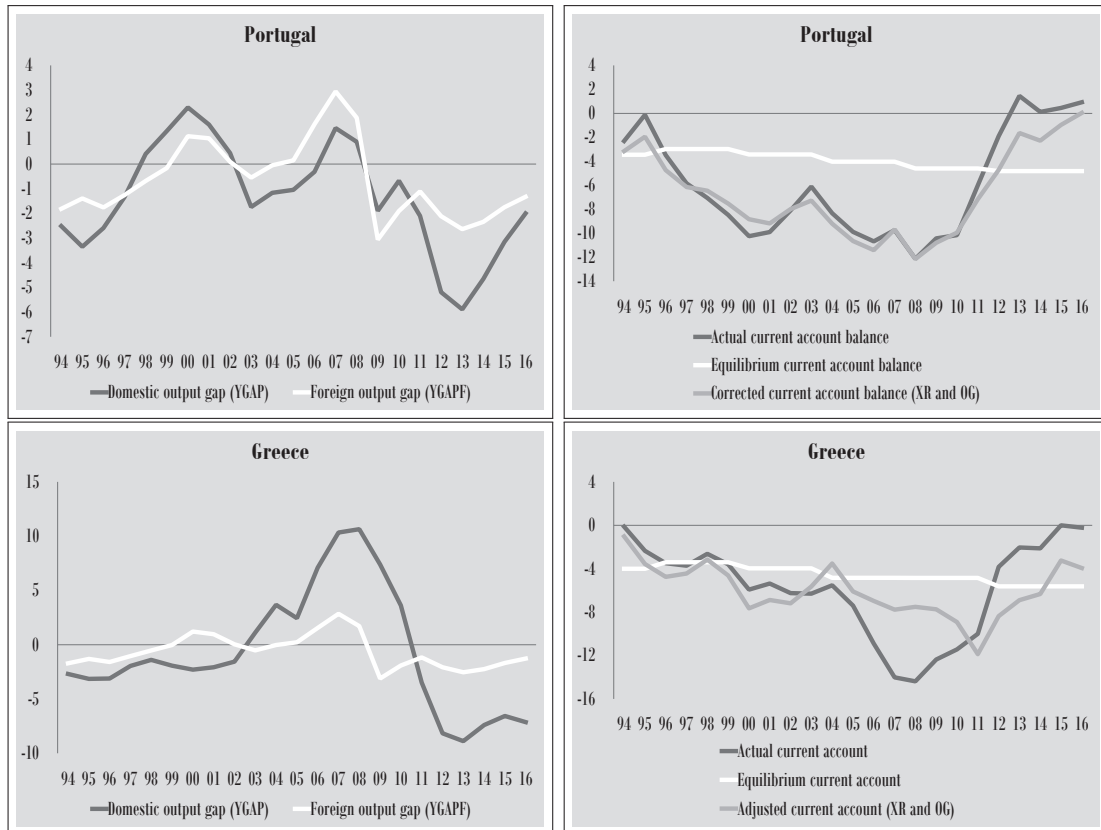 Portugal
4
3
2
1
0
-1
-2
-3
-4
-5
-6
-7
94 95 96 97 98 99 00 01 02 03 04 05 06 07 08 09 10 11 12 13 14 15 16
Domestic output gap (YGAP) Foreign output gap (YGAPF)
Portugal
4
2
0
-2
-4
-6
-8
-10
-12
-14
94 95 96 97 98 99 00 01 02 03 04 05 06 07 08 09 10 11 12 13 14 15 16
Actual current account balance
Equilibrium current account balance
Corrected current account balance (XR and OG)
Greece
15
10
5
0
-5
-10
94 95 96 97 98 99 00 01 02 03 04 05 06 07 08 09 10 11 12 13 14 15 16
Domestic output gap (YGAP) Foreign output gap (YGAPF)
Greece
4
0
-4
-8
-12
-16
94 95 96 97 98 99 00 01 02 03 04 05 06 07 08 09 10 11 12 13 14 15 16
Actual current account
Equilibrium current account
Adjusted current account (XR and OG)